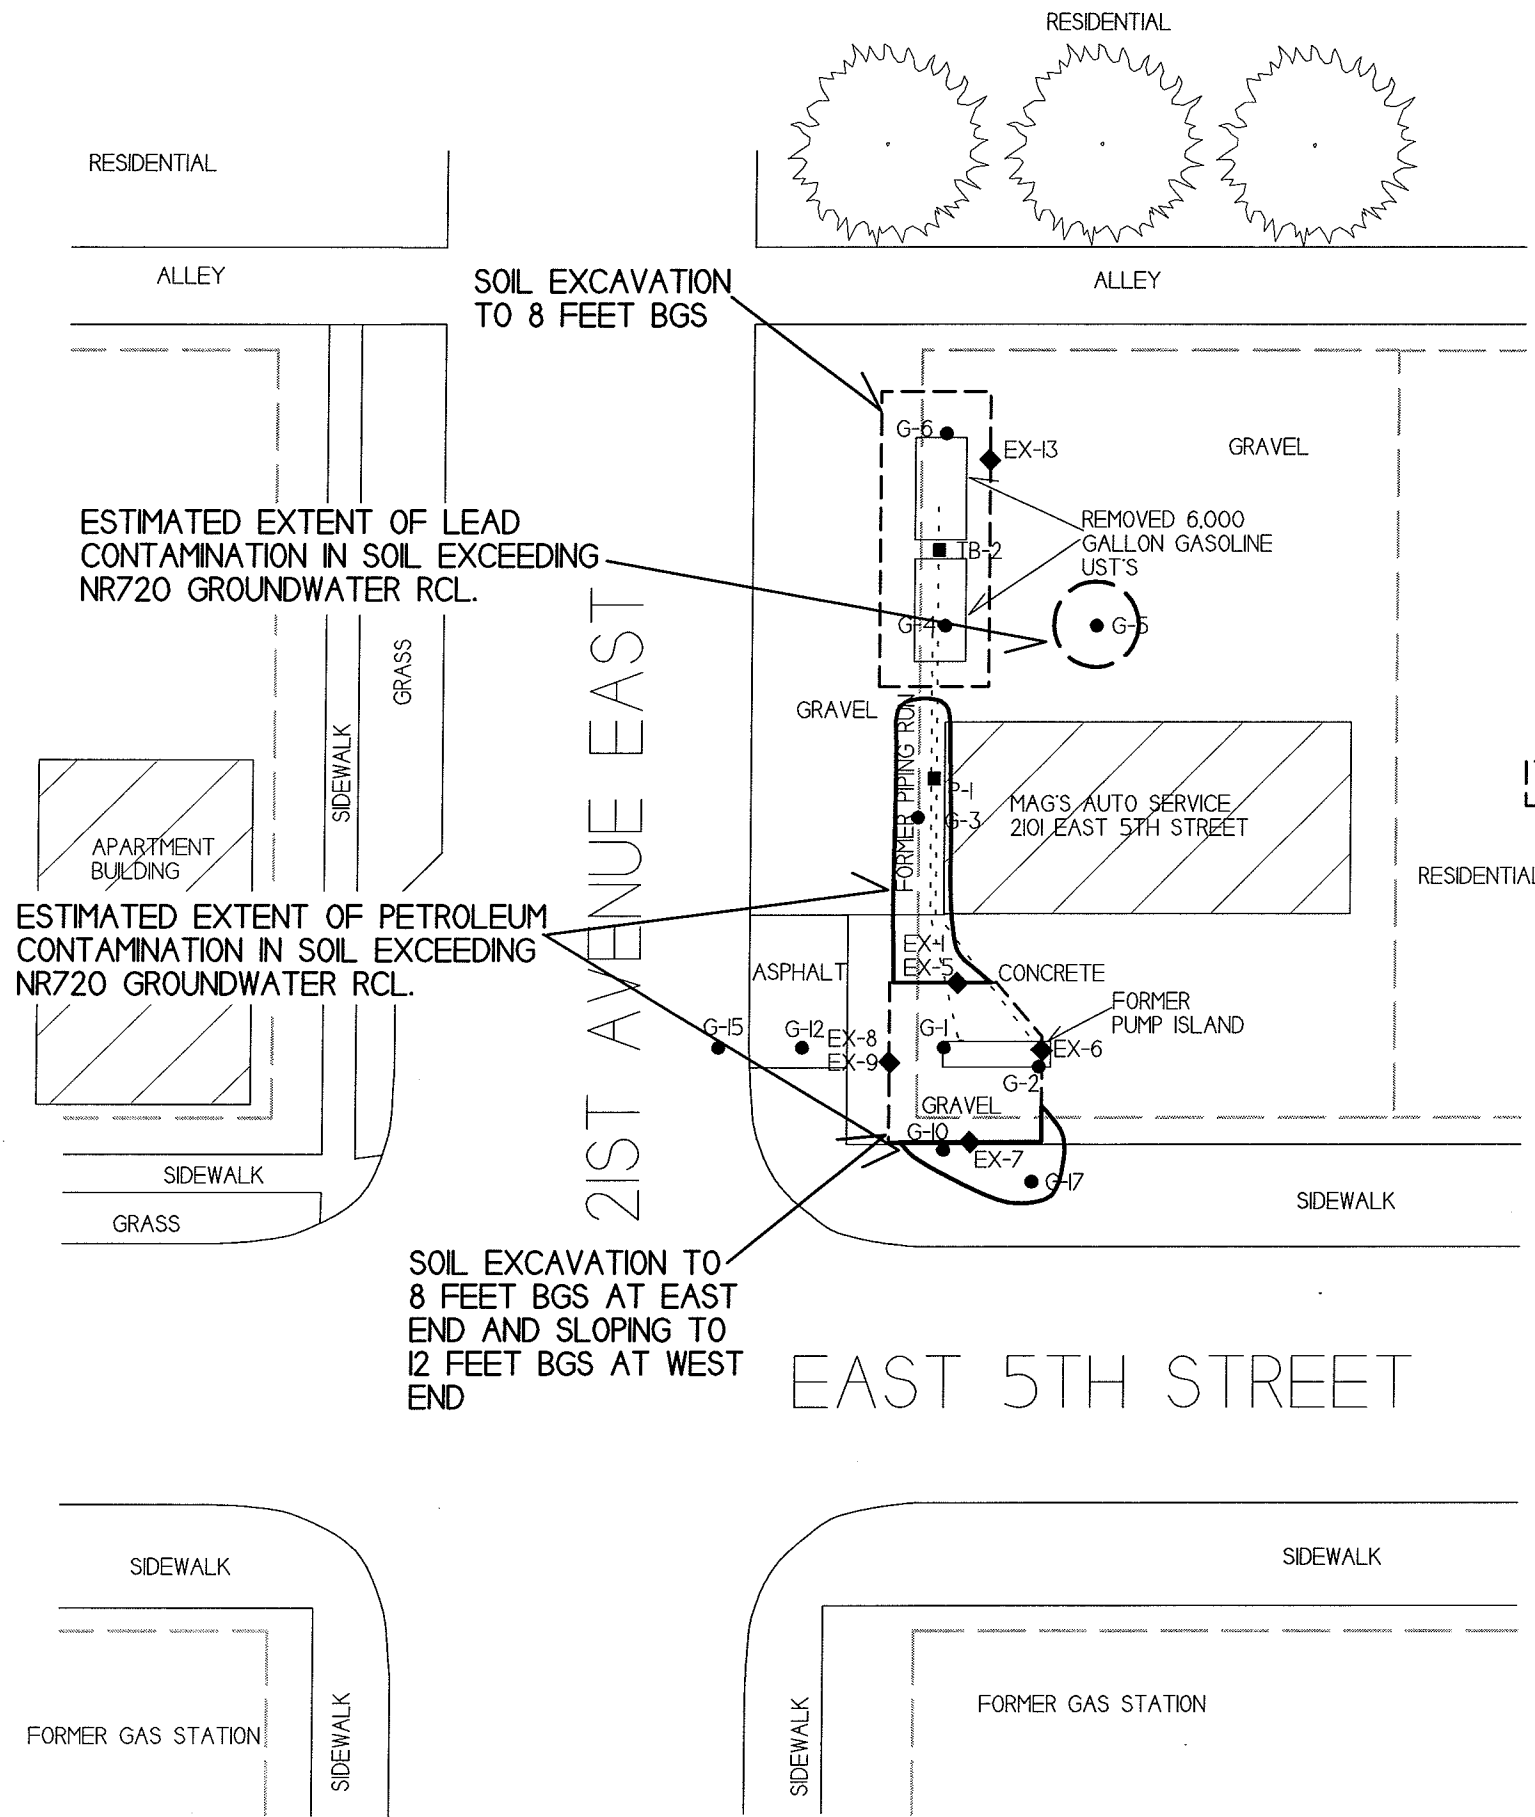 RESIDENTIAL
RESIDENTIAL
ALLEY
ALLEY
SOIL EXCAVATION
TO 8 FEET BGS
G-6
EX-13
GRAVEL
ESTIMATED EXTENT OF LEAD
CONTAMINATION IN SOIL EXCEEDING
NR720 GROUNDWATER RCL.
REMOVED 6,000
GALLON GASOLINE
UST'S
TB-2
G-4
G-5
GRASS
SIDEWALK
GRAVEL
FORMER PIPING RUN
P-1
G-3
MAG'S AUTO SERVICE
2101 EAST 5TH STREET
APARTMENT
BUILDING
RESIDENTIAL
ESTIMATED EXTENT OF PETROLEUM
CONTAMINATION IN SOIL EXCEEDING
NR720 GROUNDWATER RCL.
21ST AVENUE EAST
EX-1
EX-5
ASPHALT
CONCRETE
FORMER
PUMP ISLAND
G-15
G-12
EX-8
EX-9
G-1
EX-6
G-2
GRAVEL
G-10
EX-7
G-17
SIDEWALK
GRASS
SIDEWALK
SOIL EXCAVATION TO
8 FEET BGS AT EAST
END AND SLOPING TO
12 FEET BGS AT WEST
END
EAST 5TH STREET
SIDEWALK
SIDEWALK
FORMER GAS STATION
SIDEWALK
SIDEWALK
FORMER GAS STATION